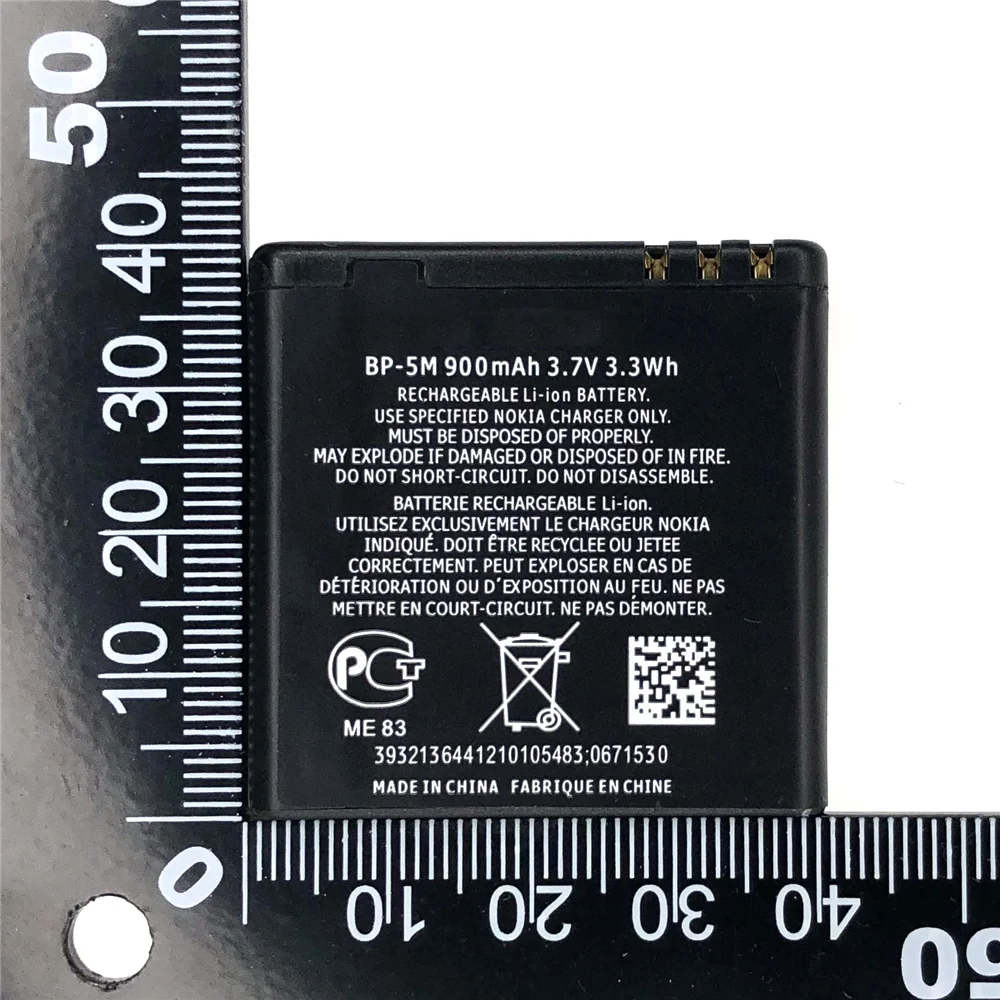 50
40
30
20
10
0
BP-5M 900mAh 3.7V 3.3Wh
RECHARGEABLE Li-ion BATTERY.
USE SPECIFIED NOKIA CHARGER ONLY.
MUST BE DISPOSED OF PROPERLY.
MAY EXPLODE IF DAMAGED OR DISPOSED OF IN FIRE.
DO NOT SHORT-CIRCUIT. DO NOT DISASSEMBLE.
BATTERIE RECHARGEABLE Li-ion.
UTILISEZ EXCLUSIVEMENT LE CHARGEUR NOKIA
INDIQUÉ. DOIT ÊTRE RECYCLEE OU JETEE
CORRECTEMENT. PEUT EXPLOSER EN CAS DE
DÉTÉRIORATION OU D´EXPOSITION AU FEU. NE PAS
METTRE EN COURT-CIRCUIT. NE PAS DÉMONTER.
PCT
ME 83
3932136441210105483;0671530
MADE IN CHINA FABRIQUE EN CHINE
10 20 30 40 50